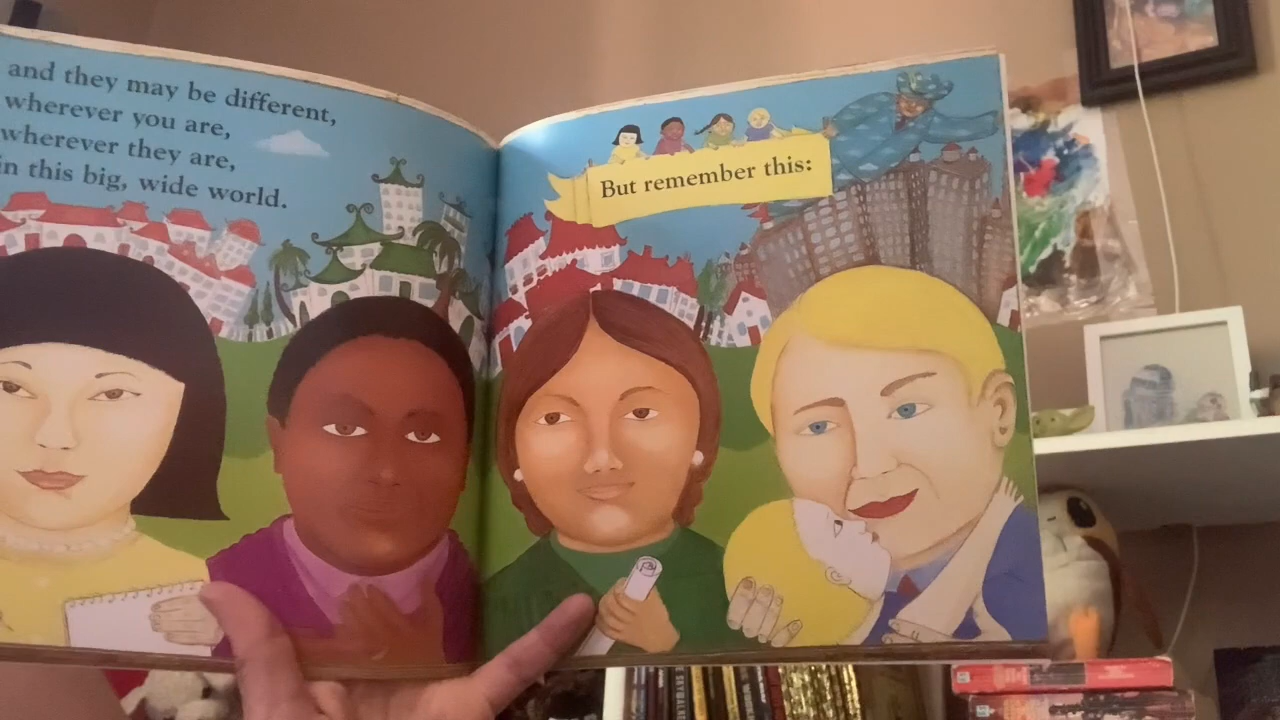 and they may be different,
wherever you are,
wherever they are,
in this big, wide world.
But remember this:
SKYWALKER